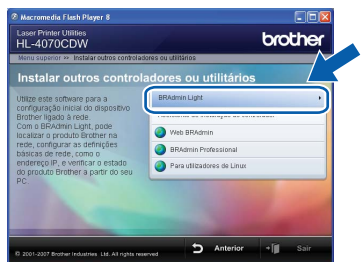 Macromedia Flash Player 8
Laser Printer Utilities
HL-4070CDW
brother
Menu superior >> Instalar outros controladores ou utilitários
Instalar outros controladores ou utilitários
Utilize este software para a
configuração inicial do dispositivo
Brother ligado à rede.
Com o BRAdmin Light, pode
localizar o produto Brother na
rede, configurar as definições
básicas de rede, como o
endereço IP, e verificar o estado
do produto Brother a partir do seu
PC.
BRAdmin Light
Web BRAdmin
BRAdmin Professional
Para utilizadores de Linux
© 2001-2007 Brother Industries Ltd. All rights reserved
Anterior
Sair